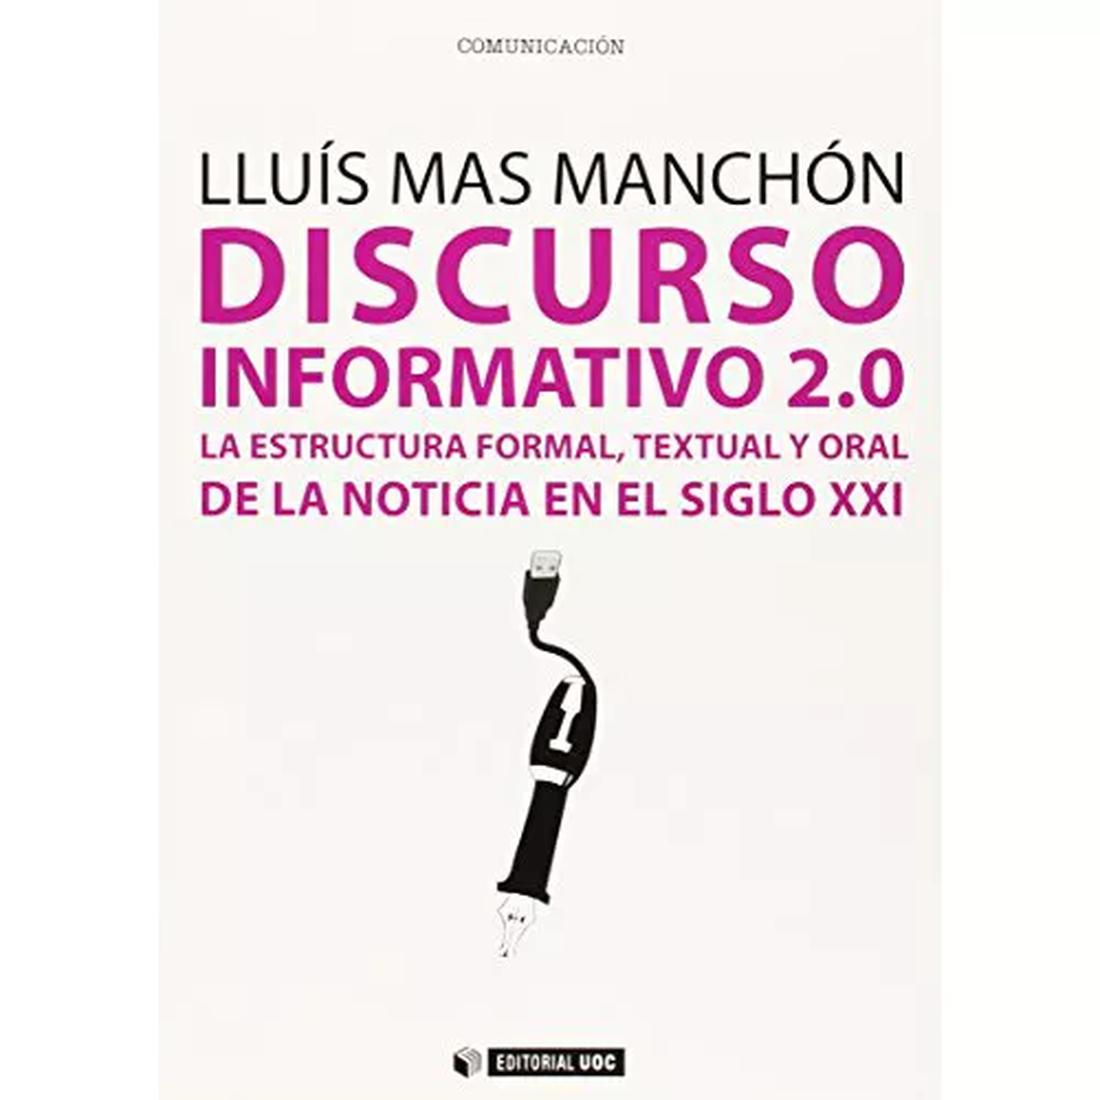 COMUNICACIÓN
LLUÍS MAS MANCHÓN
DISCURSO
INFORMATIVO 2.0
LA ESTRUCTURA FORMAL, TEXTUAL Y ORAL
DE LA NOTICIA EN EL SIGLO XXI
EDITORIAL UOC